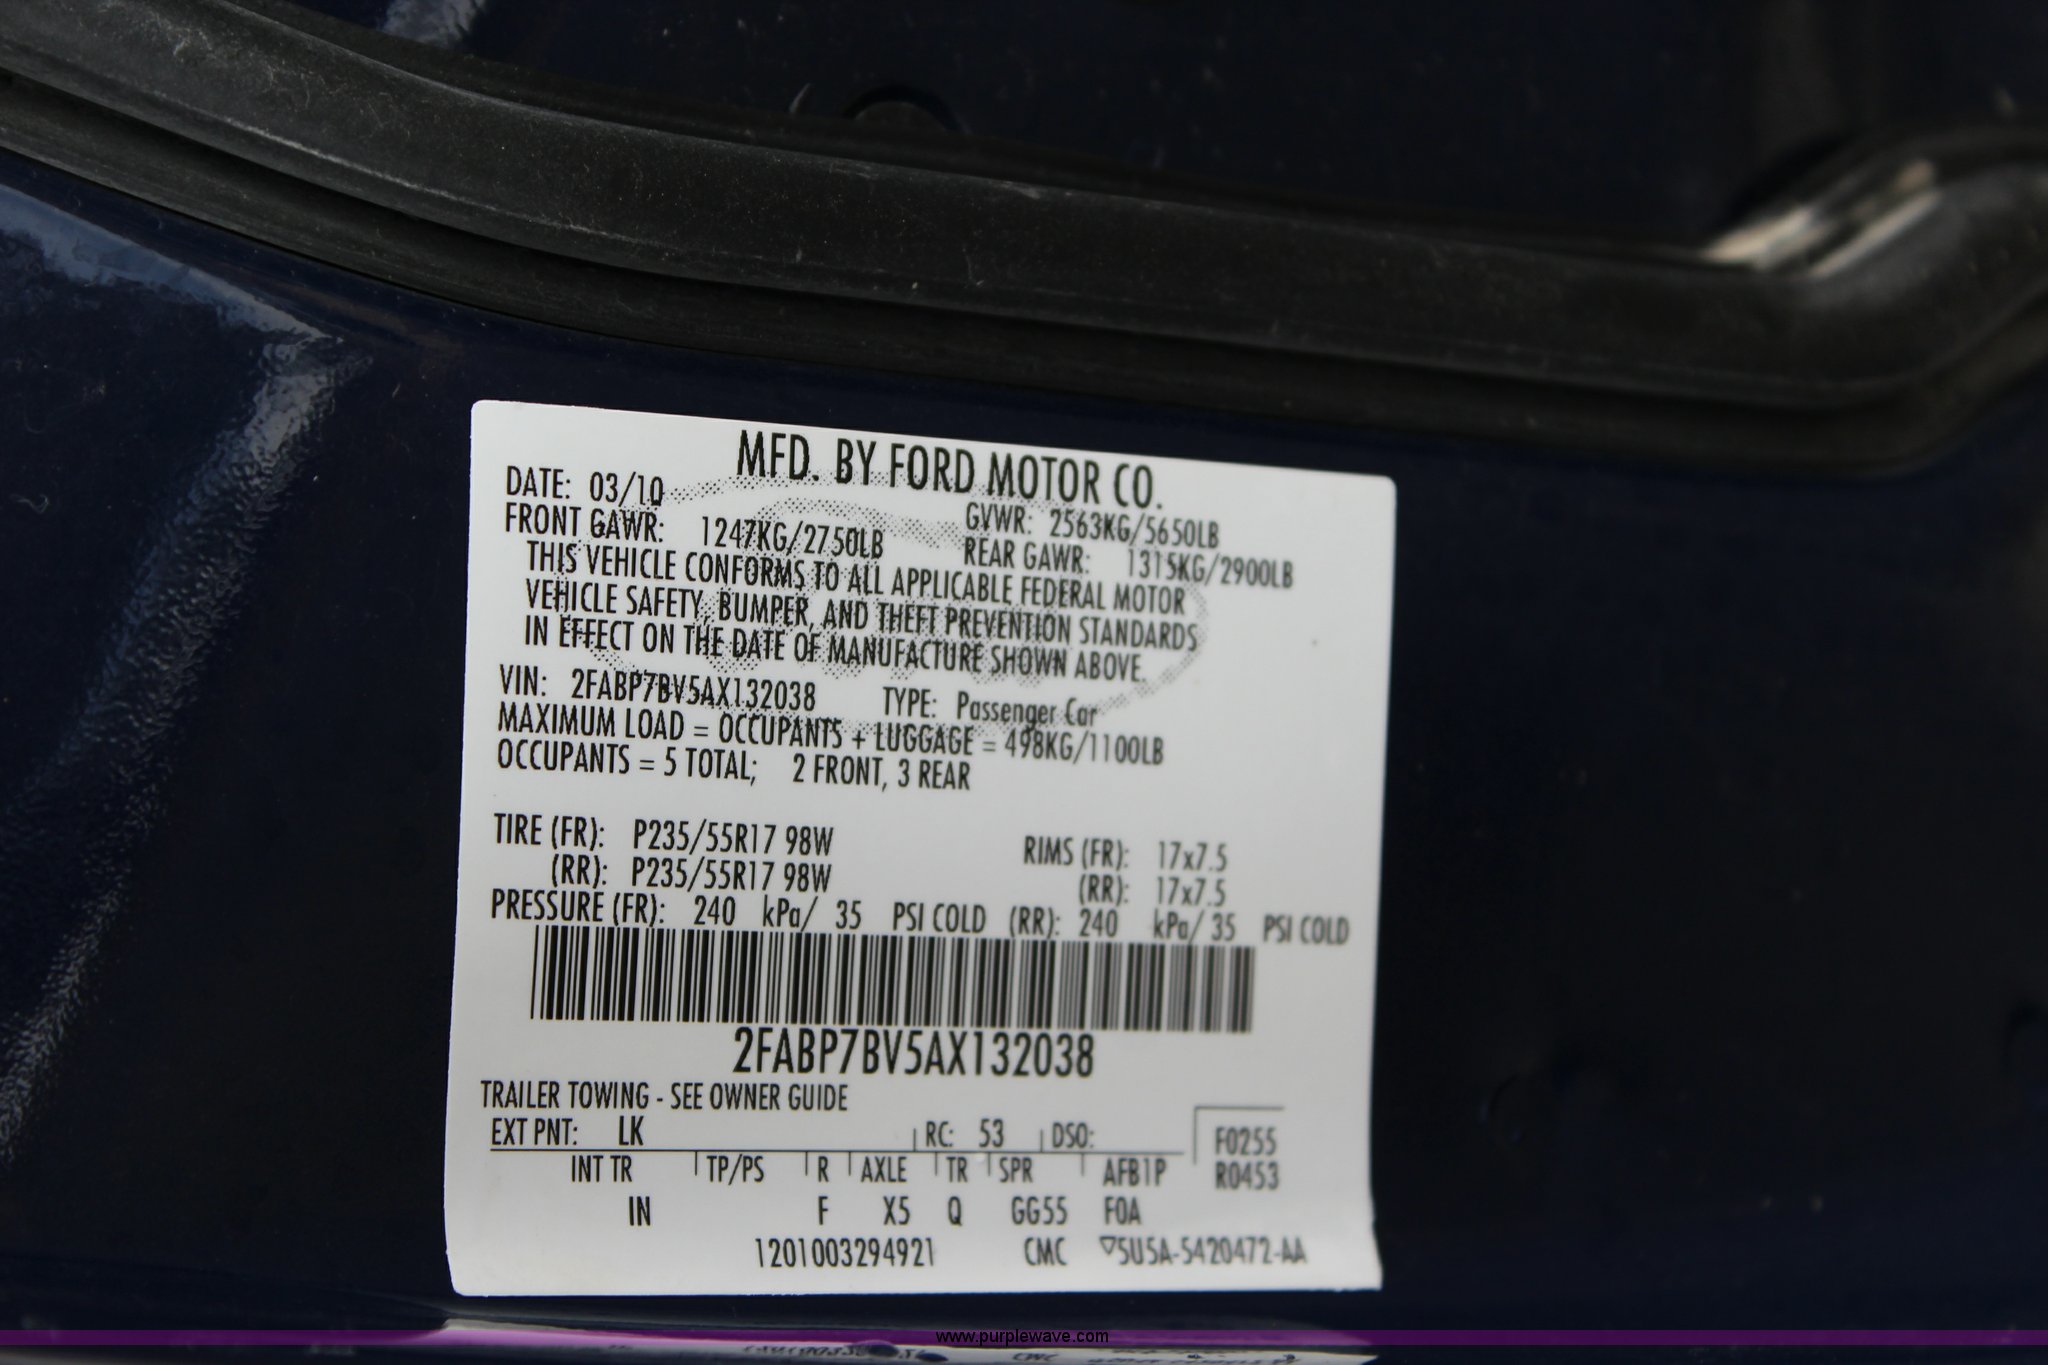 MFD. BY FORD MOTOR CO.
DATE: 03/10 GVWR: 2563KG/5650LB
FRONT GAWR: 1247KG/2750LB REAR GAWR: 1315KG/2900LB
THIS VEHICLE CONFORMS TO ALL APPLICABLE FEDERAL MOTOR
VEHICLE SAFETY, BUMPER, AND THEFT PREVENTION STANDARDS
IN EFFECT ON THE DATE OF MANUFACTURE SHOWN ABOVE.
VIN: 2FABP7BV5AX132038 TYPE: Passenger Car
MAXIMUM LOAD = OCCUPANTS + LUGGAGE = 498KG/1100LB
OCCUPANTS = 5 TOTAL; 2 FRONT, 3 REAR
TIRE (FR): P235/55R17 98W RIMS (FR): 17x7.5
(RR): P235/55R17 98W (RR): 17x7.5
PRESSURE (FR): 240 kPa/ 35 PSI COLD (RR): 240 kPa/ 35 PSI COLD
2FABP7BV5AX132038
TRAILER TOWING - SEE OWNER GUIDE
EXT PNT: LK RC: 53 DSO: F0255
INT TR TP/PS R AXLE TR SPR AFB1P R0453
IN F X5 Q GG55 FOA
1201003294921 CMC ▽5U5A-5420472-AA
www.purplewave.com